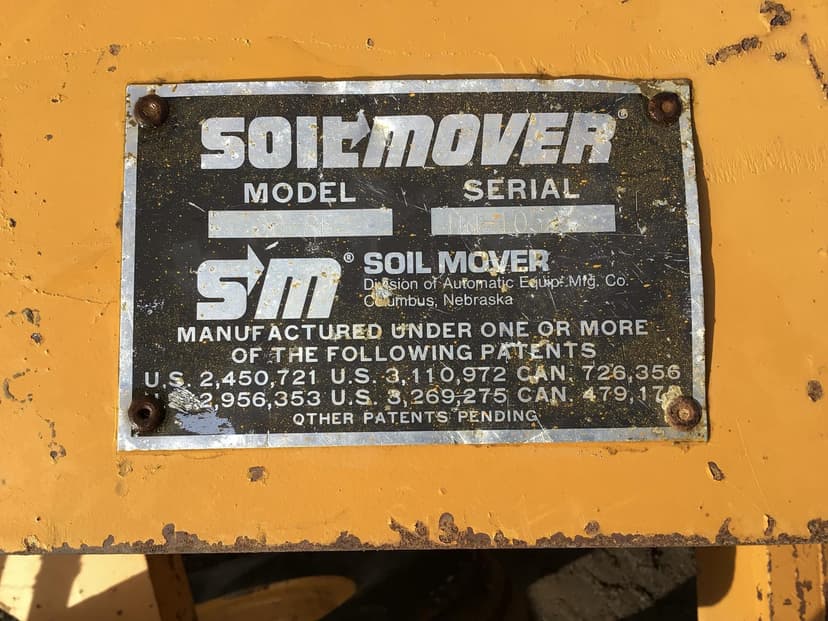 SOILMOVER®
MODEL SERIAL
SM® SOIL MOVER
Division of Automatic Equip. Mfg. Co.
Columbus, Nebraska
MANUFACTURED UNDER ONE OR MORE
OF THE FOLLOWING PATENTS
U.S. 2,450,721 U.S. 3,110,972 CAN. 726,356
2,956,353 U.S. 3,269,275 CAN.
OTHER PATENTS PENDING